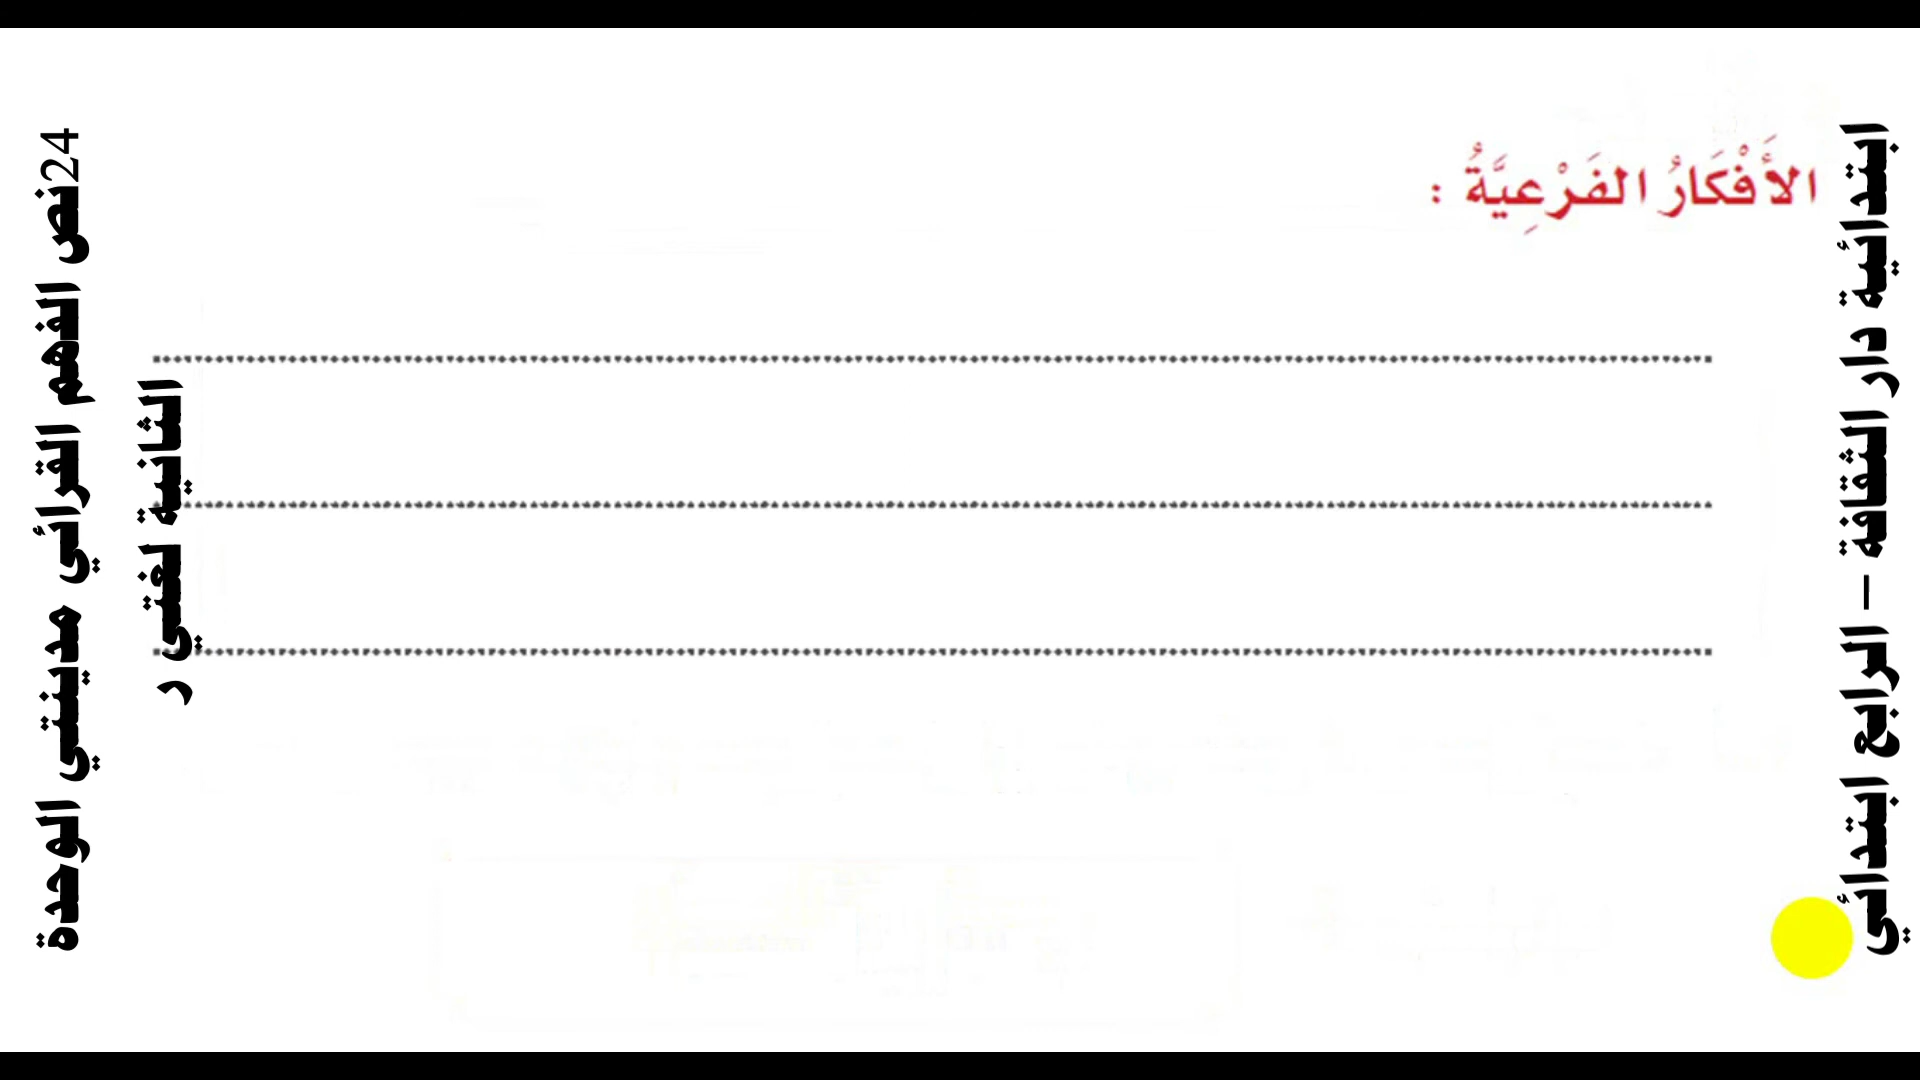 الأَفْكَارُ الفَرْعِيَّةُ :
ابتدائية دار الثقافة – الرابع ابتدائي
نص الفهم القرائي مدينتي الوحدة
الثانية لغتي ر
24